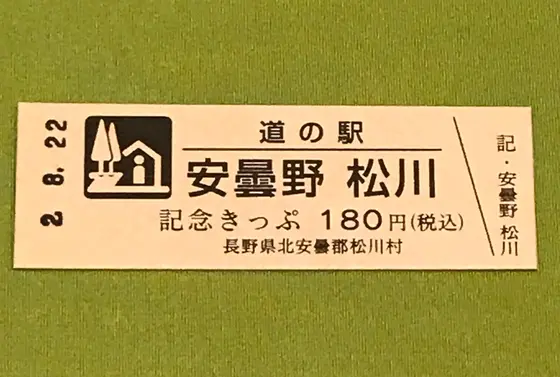 2.8.22
道の駅
安曇野 松川
記念きっぷ 180円(税込)
長野県北安曇郡松川村
記・安曇野 松川